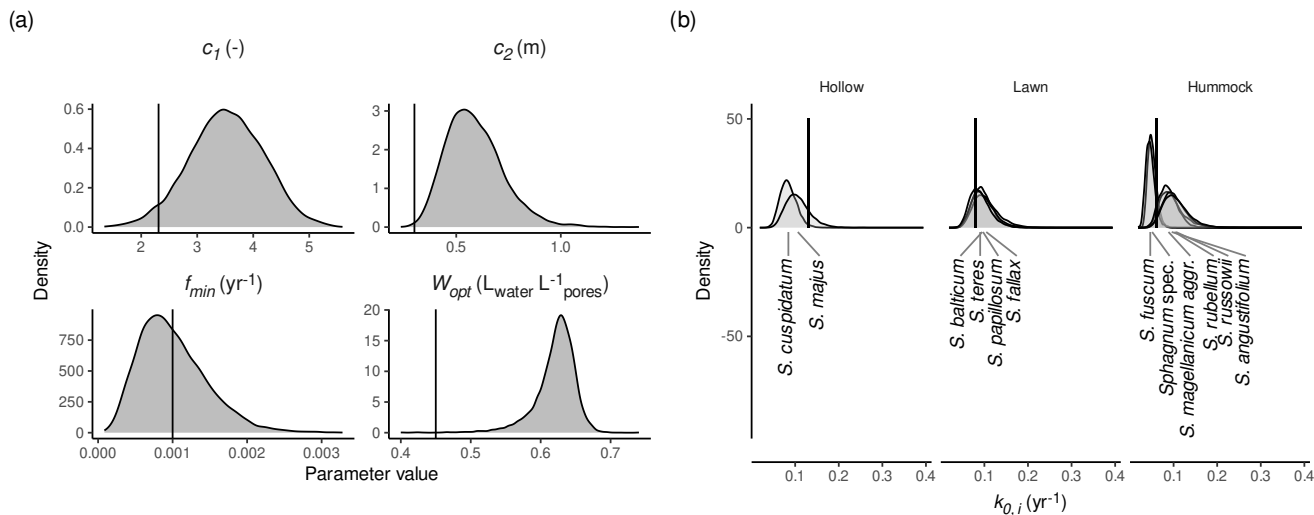 (a)
c1 (-)
c2 (m)
0.6
0.4
0.2
0.0
2
3
4
5
3
2
1
0
0.5
1.0
Density
fmin (yr-1)
Wopt (Lwater L-1pores)
750
500
250
0
0.000
0.001
0.002
0.003
20
15
10
5
0
0.4
0.5
0.6
0.7
Parameter value
(b)
Hollow
Lawn
Hummock
Density
50
0
-50
S. cuspidatum
S. majus
S. balticum
S. teres
S. papillosum
S. fallax
S. fuscum
Sphagnum spec.
S. magellanicum aggr.
S. rubellum
S. russowii
S. angustifolium
0.1
0.2
0.3
0.4
0.1
0.2
0.3
0.4
0.1
0.2
0.3
0.4
k0, i (yr-1)